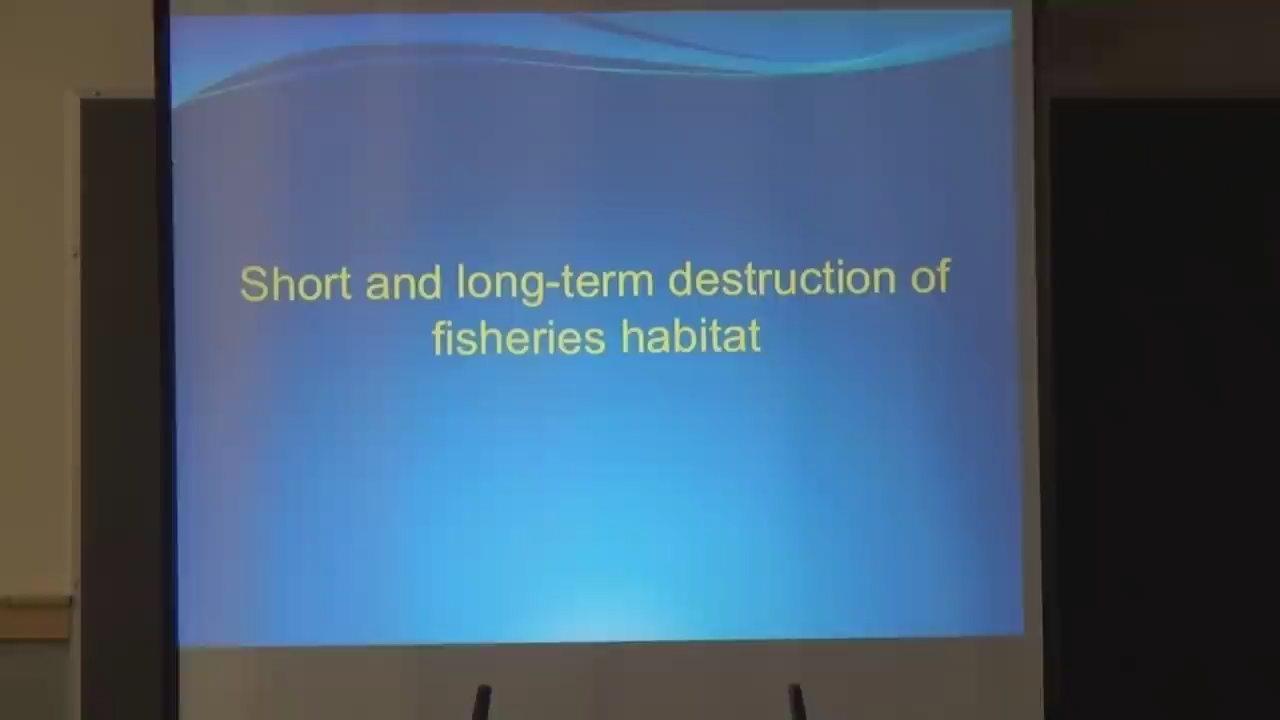 Short and long-term destruction of
fisheries habitat